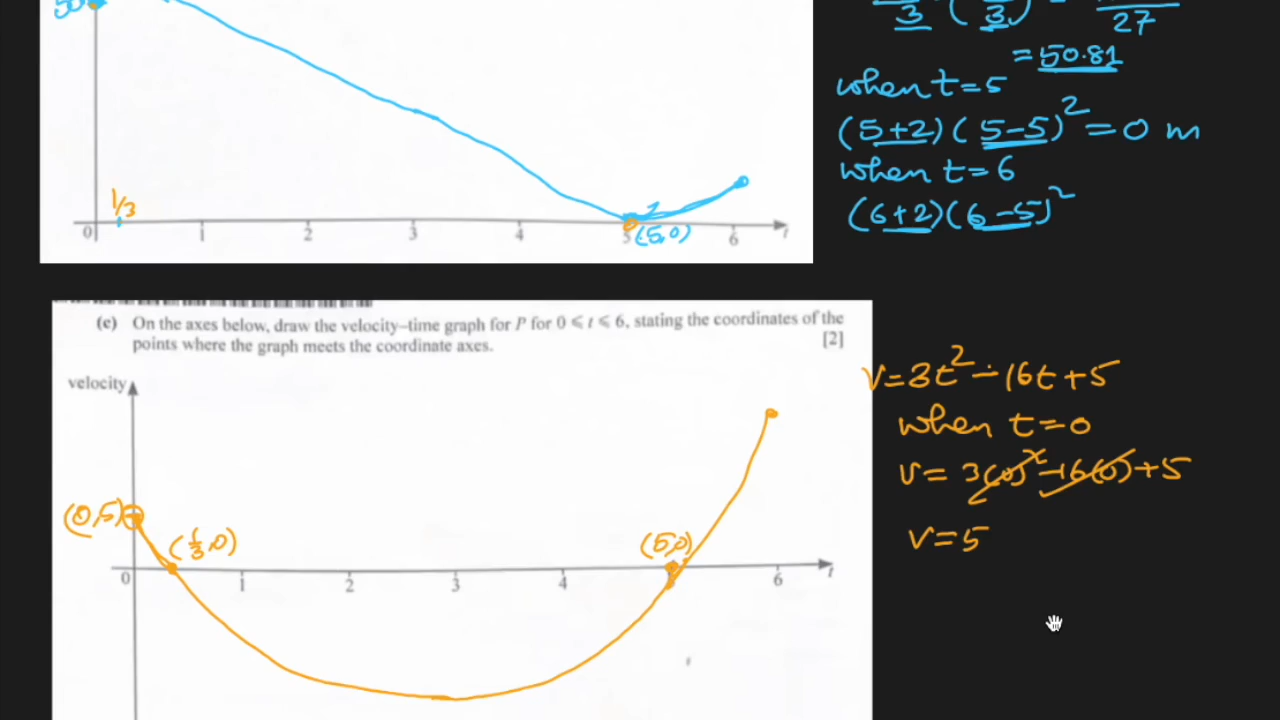 50
3 ( 3 ) 27
= 50.81
when t=5
(5+2)(5-5)² = 0 m
when t=6
(6+2)(6-5)²
1/3
0 1 2 3 4 5 (5,0) 6 t
(c) On the axes below, draw the velocity–time graph for P for 0 ⩽ t ⩽ 6, stating the coordinates of the
points where the graph meets the coordinate axes. [2]
velocity
v=3t²-16t+5
when t=0
v= 3(0)²-16(0)+5
v=5
(0,5)
(1/3,0)
(5,0)
0 1 2 3 4 6 t